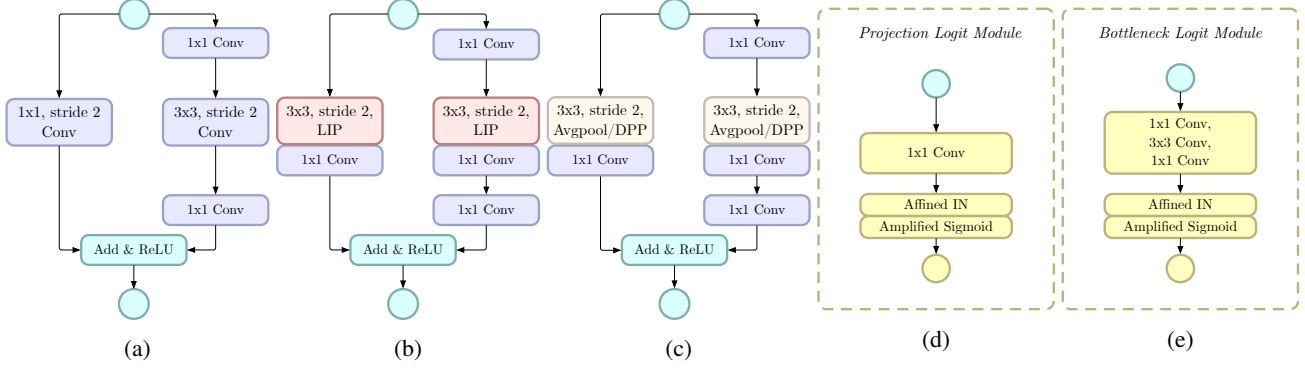 1x1 Conv
1x1, stride 2
Conv
3x3, stride 2
Conv
1x1 Conv
Add & ReLU
(a)
1x1 Conv
3x3, stride 2,
LIP
1x1 Conv
3x3, stride 2,
LIP
1x1 Conv
1x1 Conv
Add & ReLU
(b)
1x1 Conv
3x3, stride 2,
Avgpool/DPP
1x1 Conv
3x3, stride 2,
Avgpool/DPP
1x1 Conv
1x1 Conv
Add & ReLU
(c)
Projection Logit Module
1x1 Conv
Affined IN
Amplified Sigmoid
(d)
Bottleneck Logit Module
1x1 Conv,
3x3 Conv,
1x1 Conv
Affined IN
Amplified Sigmoid
(e)